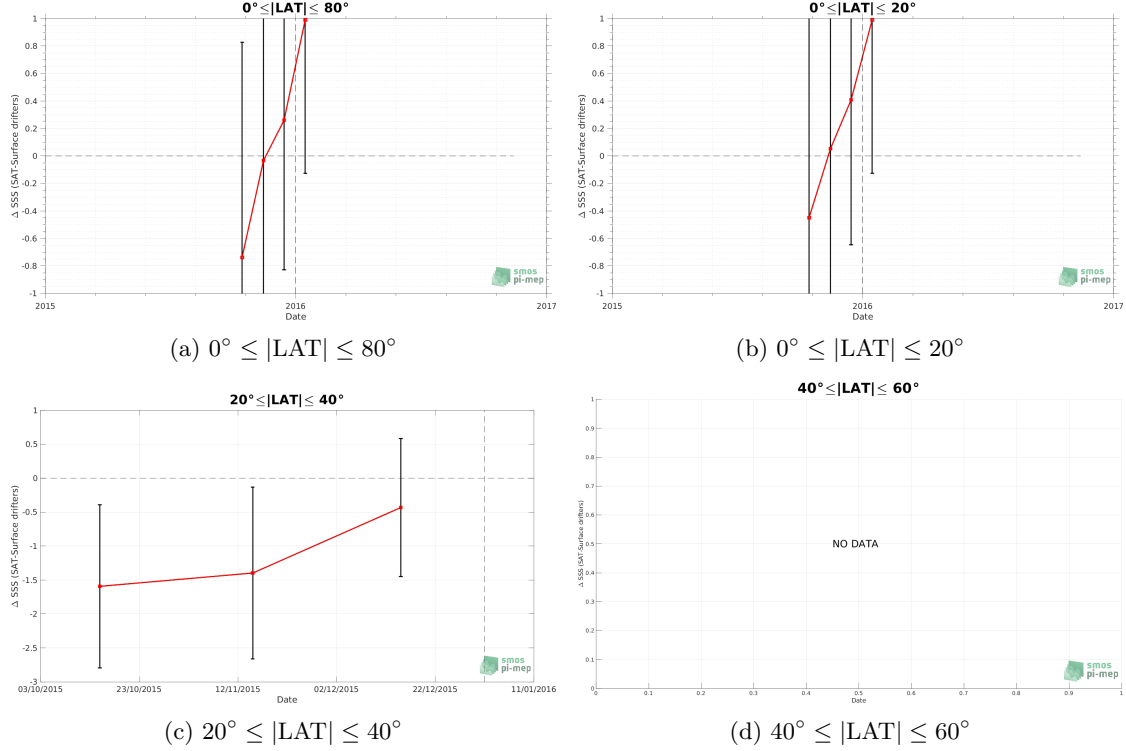 0°≤|LAT|≤ 80°
1
0.8
0.6
0.4
0.2
0
-0.2
-0.4
-0.6
-0.8
-1
Δ SSS (SAT-Surface drifters)
2015
2016
2017
Date
smos
pi-mep
(a) 0° ≤ |LAT| ≤ 80°
0°≤|LAT|≤ 20°
1
0.8
0.6
0.4
0.2
0
-0.2
-0.4
-0.6
-0.8
-1
Δ SSS (SAT-Surface drifters)
2015
2016
2017
Date
smos
pi-mep
(b) 0° ≤ |LAT| ≤ 20°
20°≤|LAT|≤ 40°
1
0.5
0
-0.5
-1
-1.5
-2
-2.5
-3
Δ SSS (SAT-Surface drifters)
03/10/2015
23/10/2015
12/11/2015
02/12/2015
22/12/2015
11/01/2016
Date
smos
pi-mep
(c) 20° ≤ |LAT| ≤ 40°
40°≤|LAT|≤ 60°
1
0.9
0.8
0.7
0.6
0.5
0.4
0.3
0.2
0.1
0
Δ SSS (SAT-Surface drifters)
NO DATA
0
0.1
0.2
0.3
0.4
0.5
0.6
0.7
0.8
0.9
1
Date
smos
pi-mep
(d) 40° ≤ |LAT| ≤ 60°